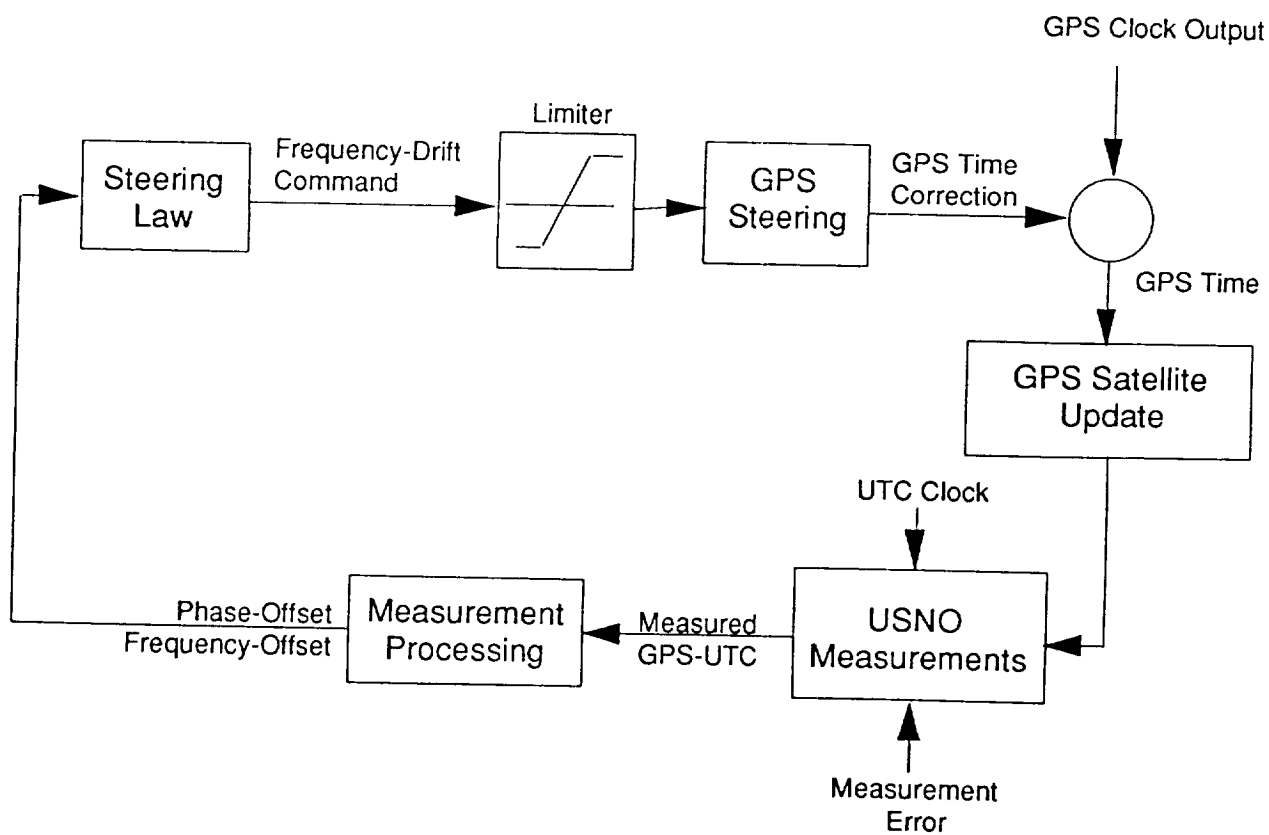 GPS Clock Output
Limiter
Steering
Law
Frequency-Drift
Command
GPS
Steering
GPS Time
Correction
GPS Time
GPS Satellite
Update
UTC Clock
USNO
Measurements
Measured
GPS-UTC
Measurement
Processing
Phase-Offset
Frequency-Offset
Measurement
Error